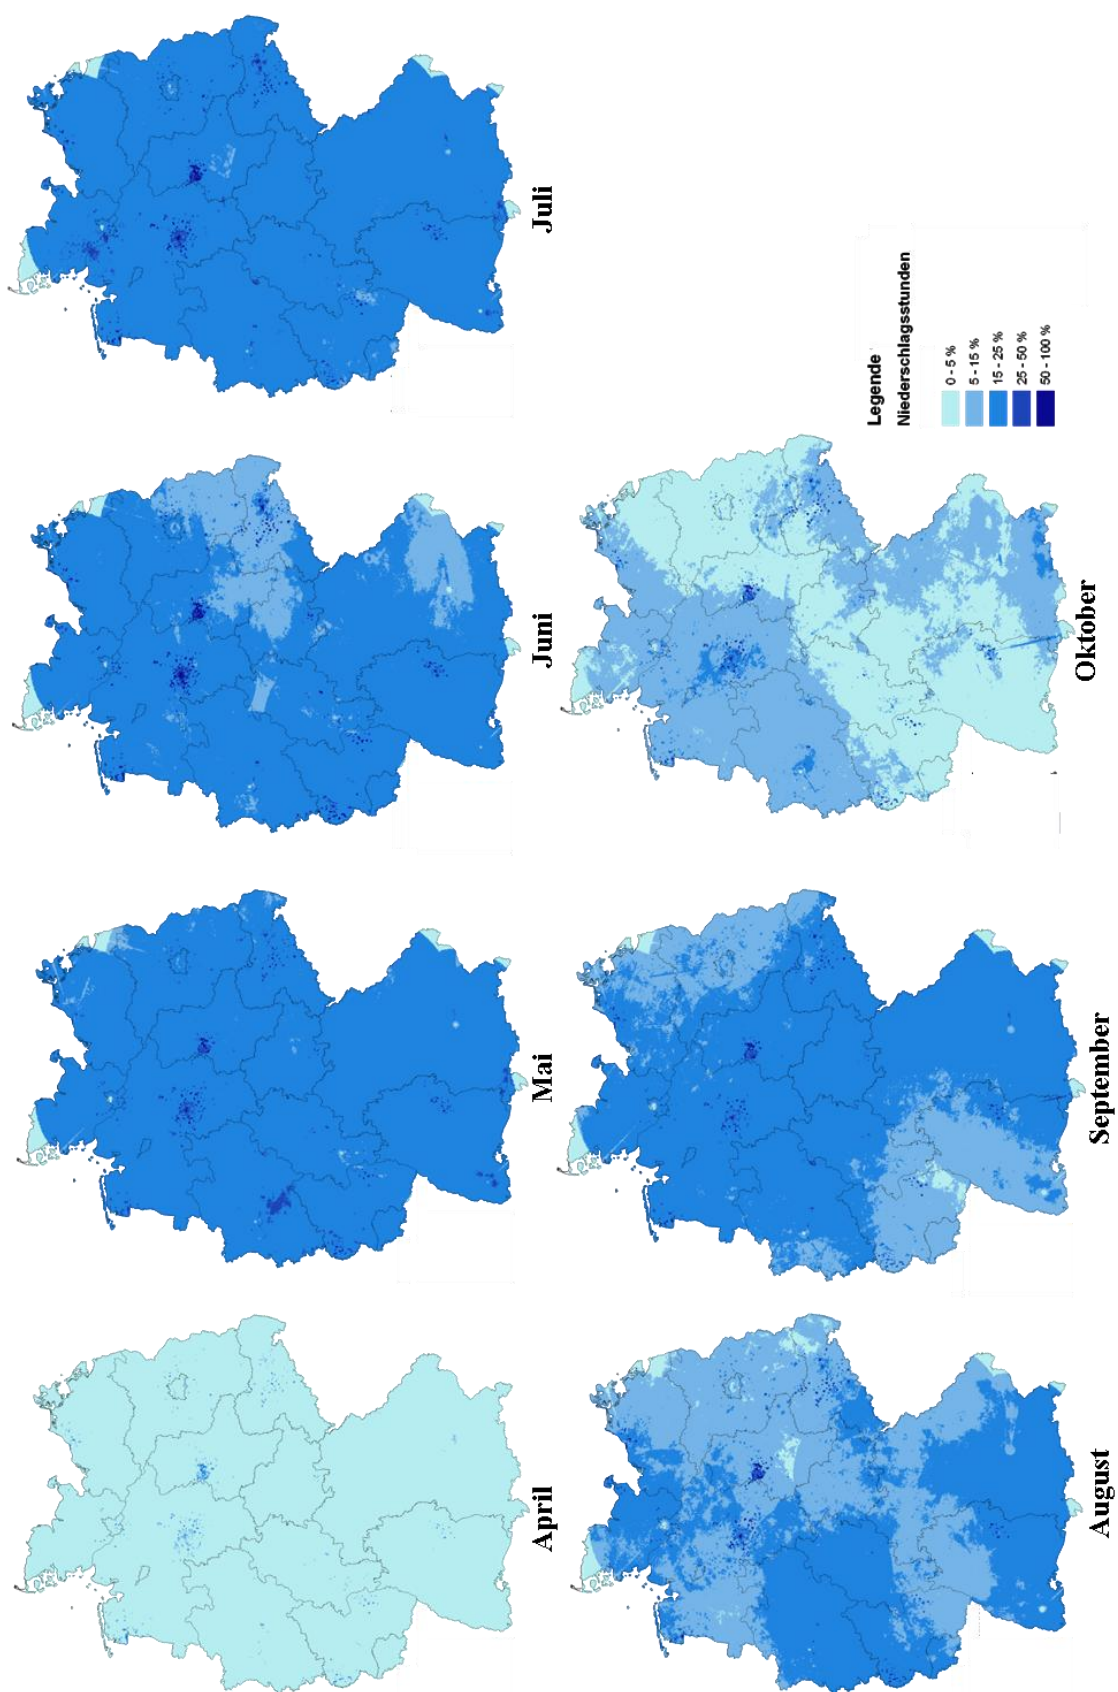 April
Mai
Juni
Juli
August
September
Oktober
Legende
Niederschlagsstunden
0 - 5 %
5 - 15 %
15 - 25 %
25 - 50 %
50 - 100 %